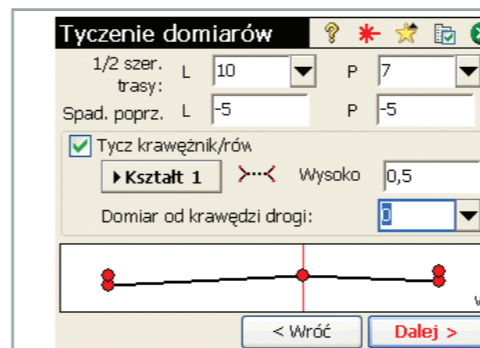 Tyczenie domiarów
1/2 szer. trasy: L 10 P 7
Spad. poprz. L -5 P -5
Tycz krawężnik/rów
Kształt 1 Wysoko 0,5
Domiar od krawędzi drogi: 0
< Wróć Dalej >